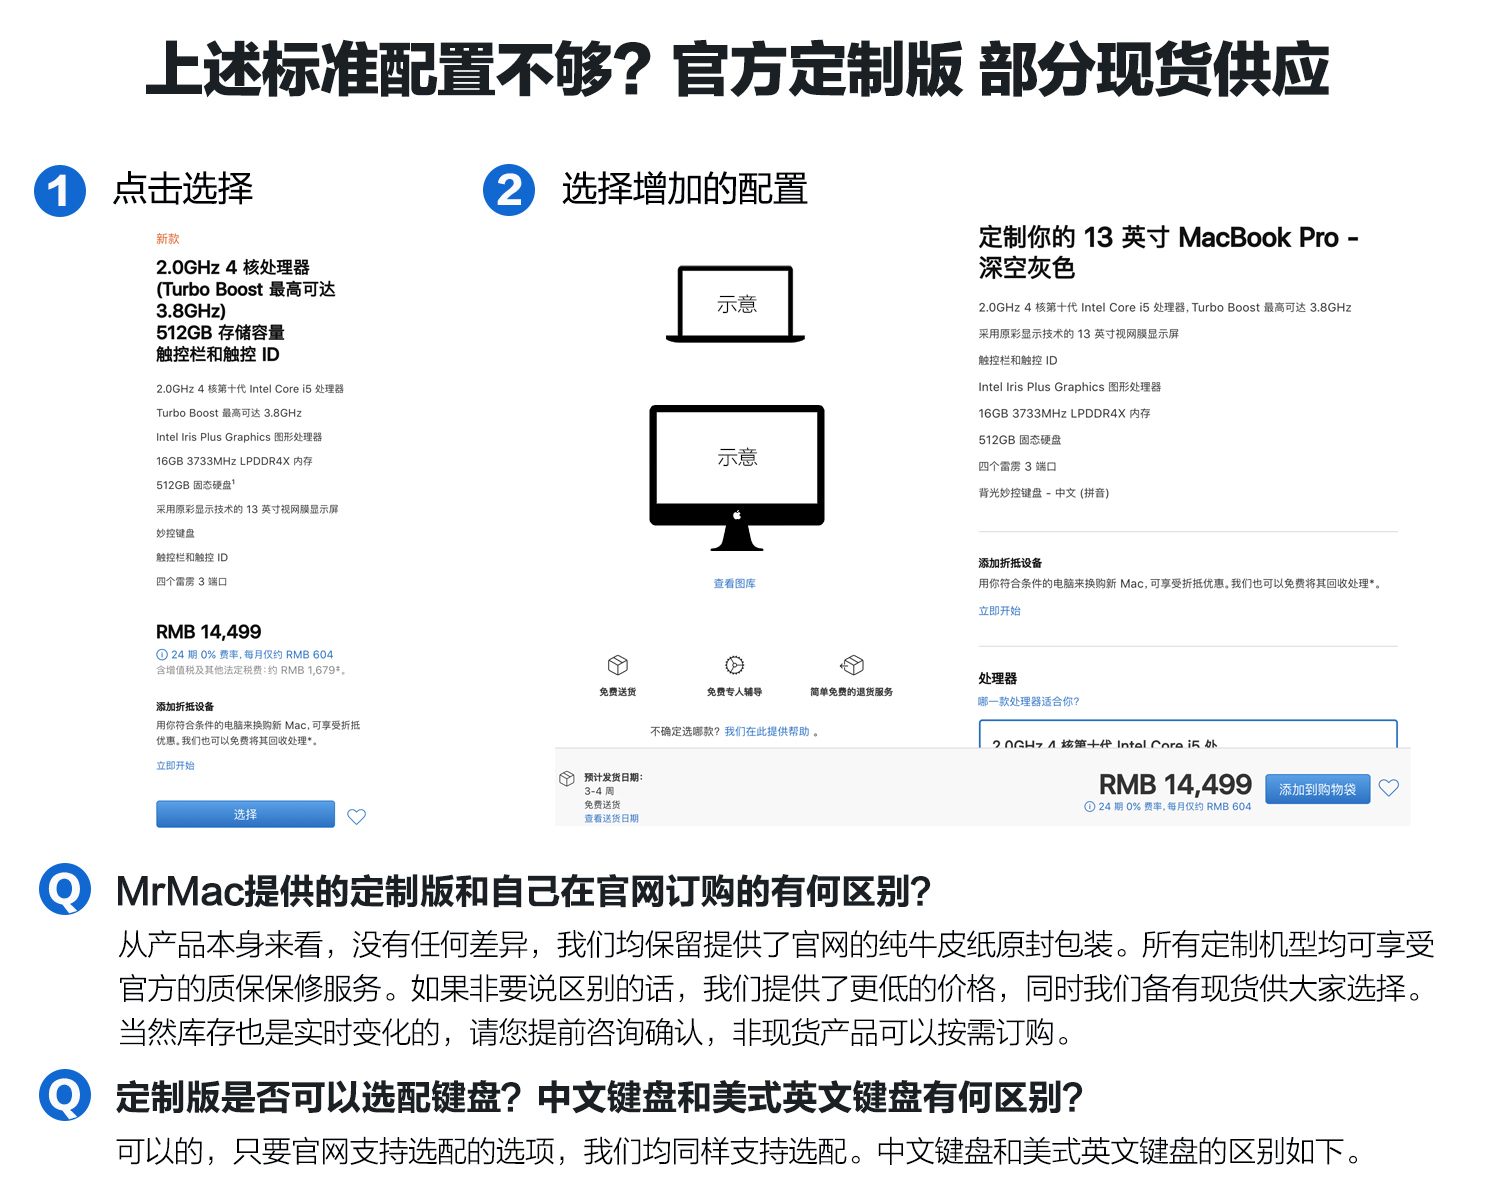 上述标准配置不够？官方定制版 部分现货供应
1 点击选择
新款
2.0GHz 4 核处理器
(Turbo Boost 最高可达
3.8GHz)
512GB 存储容量
触控栏和触控 ID
2.0GHz 4 核第十代 Intel Core i5 处理器
Turbo Boost 最高可达 3.8GHz
Intel Iris Plus Graphics 图形处理器
16GB 3733MHz LPDDR4X 内存
512GB 固态硬盘¹
采用原彩显示技术的 13 英寸视网膜显示屏
妙控键盘
触控栏和触控 ID
四个雷雳 3 端口
RMB 14,499
24 期 0% 费率, 每月仅约 RMB 604
含增值税及其他法定税费：约 RMB 1,679‡。
添加折抵设备
用你符合条件的电脑来换购新 Mac, 可享受折抵
优惠。我们也可以免费将其回收处理*。
立即开始
选择
2 选择增加的配置
示意
示意
查看图库
免费送货
免费专人辅导
简单免费的退货服务
不确定选哪款？我们在此提供帮助 。
定制你的 13 英寸 MacBook Pro -
深空灰色
2.0GHz 4 核第十代 Intel Core i5 处理器, Turbo Boost 最高可达 3.8GHz
采用原彩显示技术的 13 英寸视网膜显示屏
触控栏和触控 ID
Intel Iris Plus Graphics 图形处理器
16GB 3733MHz LPDDR4X 内存
512GB 固态硬盘
四个雷雳 3 端口
背光妙控键盘 - 中文 (拼音)
添加折抵设备
用你符合条件的电脑来换购新 Mac, 可享受折抵优惠。我们也可以免费将其回收处理*。
立即开始
处理器
哪一款处理器适合你?
2.0GHz 4 核第十代 Intel Core i5 处
预计发货日期：
3-4 周
免费送货
查看送货日期
RMB 14,499
24 期 0% 费率, 每月仅约 RMB 604
添加到购物袋
Q MrMac提供的定制版和自己在官网订购的有何区别？
从产品本身来看，没有任何差异，我们均保留提供了官网的纯牛皮纸原封包装。所有定制机型均可享受
官方的质保保修服务。如果非要说区别的话，我们提供了更低的价格，同时我们备有现货供大家选择。
当然库存也是实时变化的，请您提前咨询确认，非现货产品可以按需订购。
Q 定制版是否可以选配键盘？中文键盘和美式英文键盘有何区别？
可以的，只要官网支持选配的选项，我们均同样支持选配。中文键盘和美式英文键盘的区别如下。